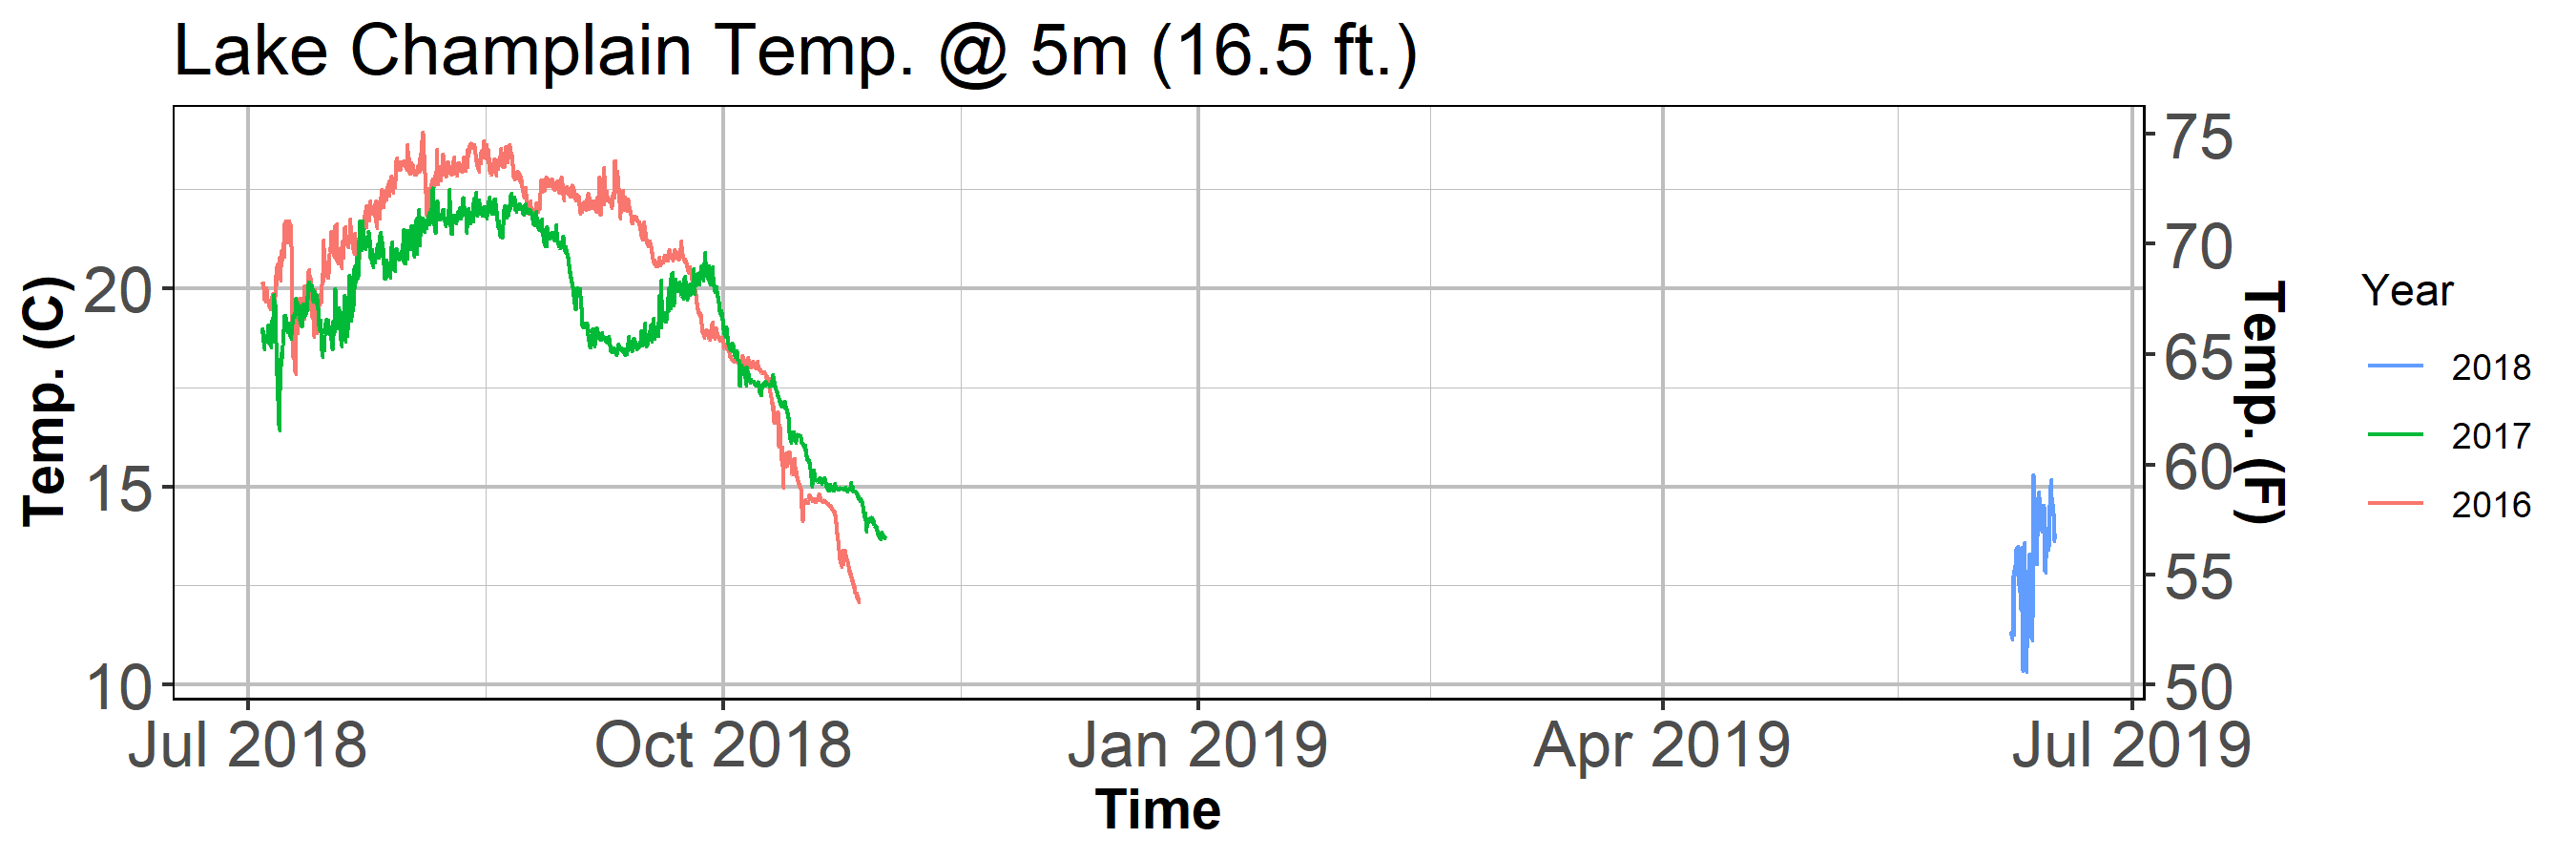 Lake Champlain Temp. @ 5m (16.5 ft.)
Temp. (C)
20
15
10
75
70
65
60
55
50
Temp. (F)
Jul 2018
Oct 2018
Jan 2019
Apr 2019
Jul 2019
Time
Year
2018
2017
2016